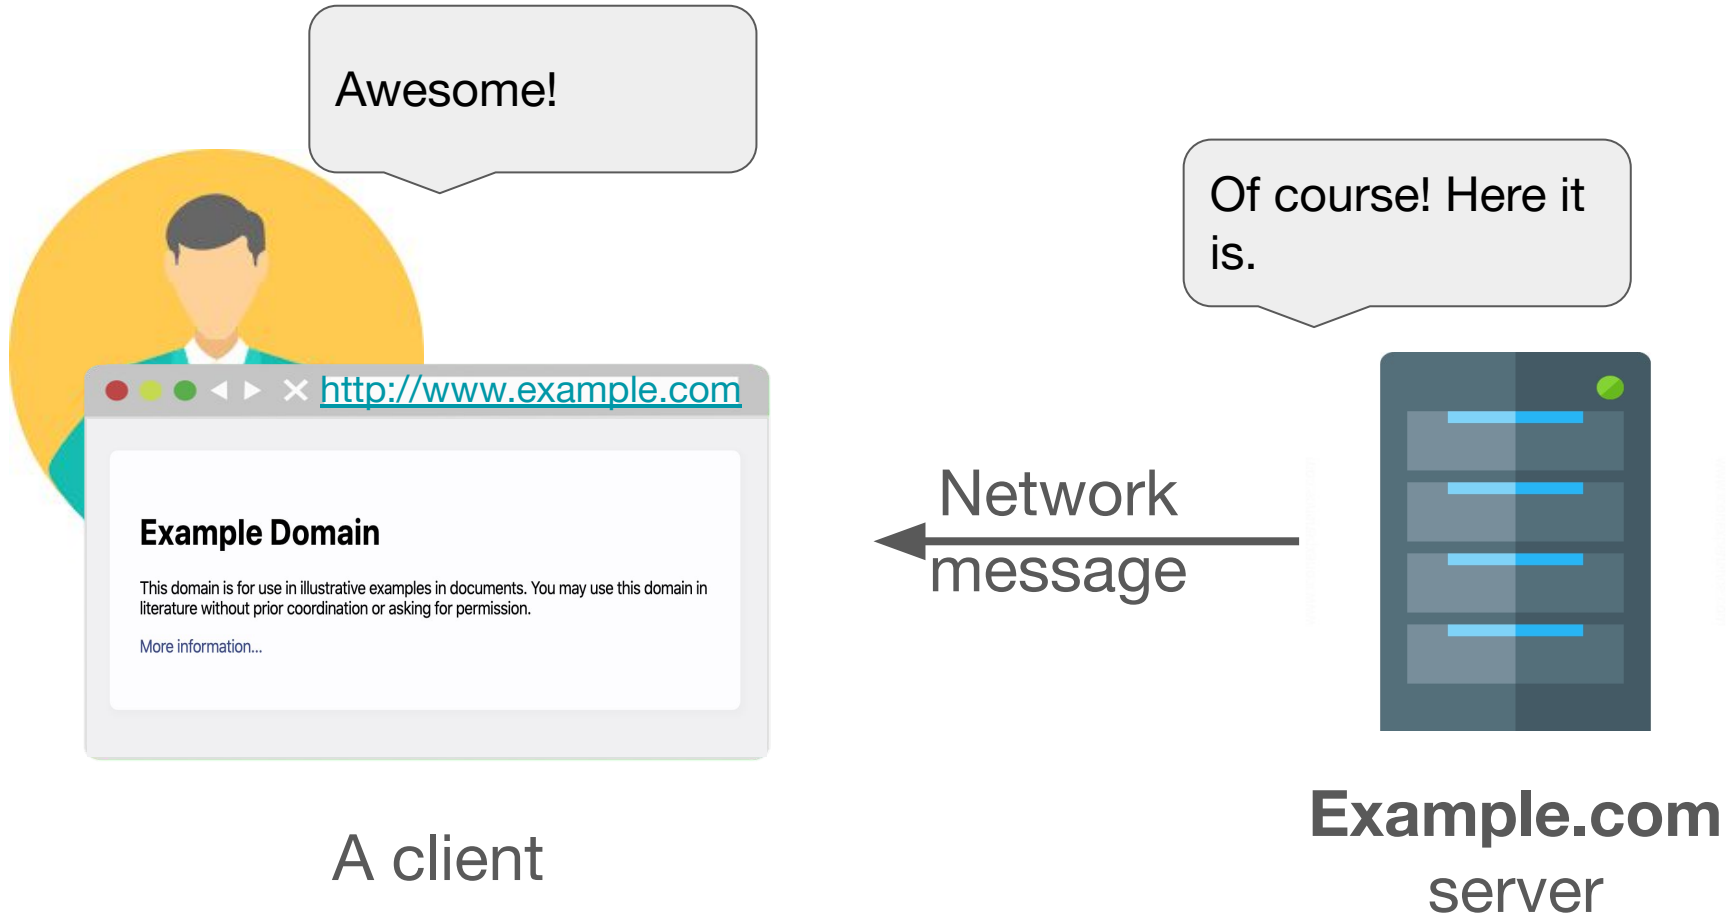 Awesome!
Of course! Here it
is.
http://www.example.com
Example Domain
This domain is for use in illustrative examples in documents. You may use this domain in
literature without prior coordination or asking for permission.
More information...
Network
message
A client
Example.com
server